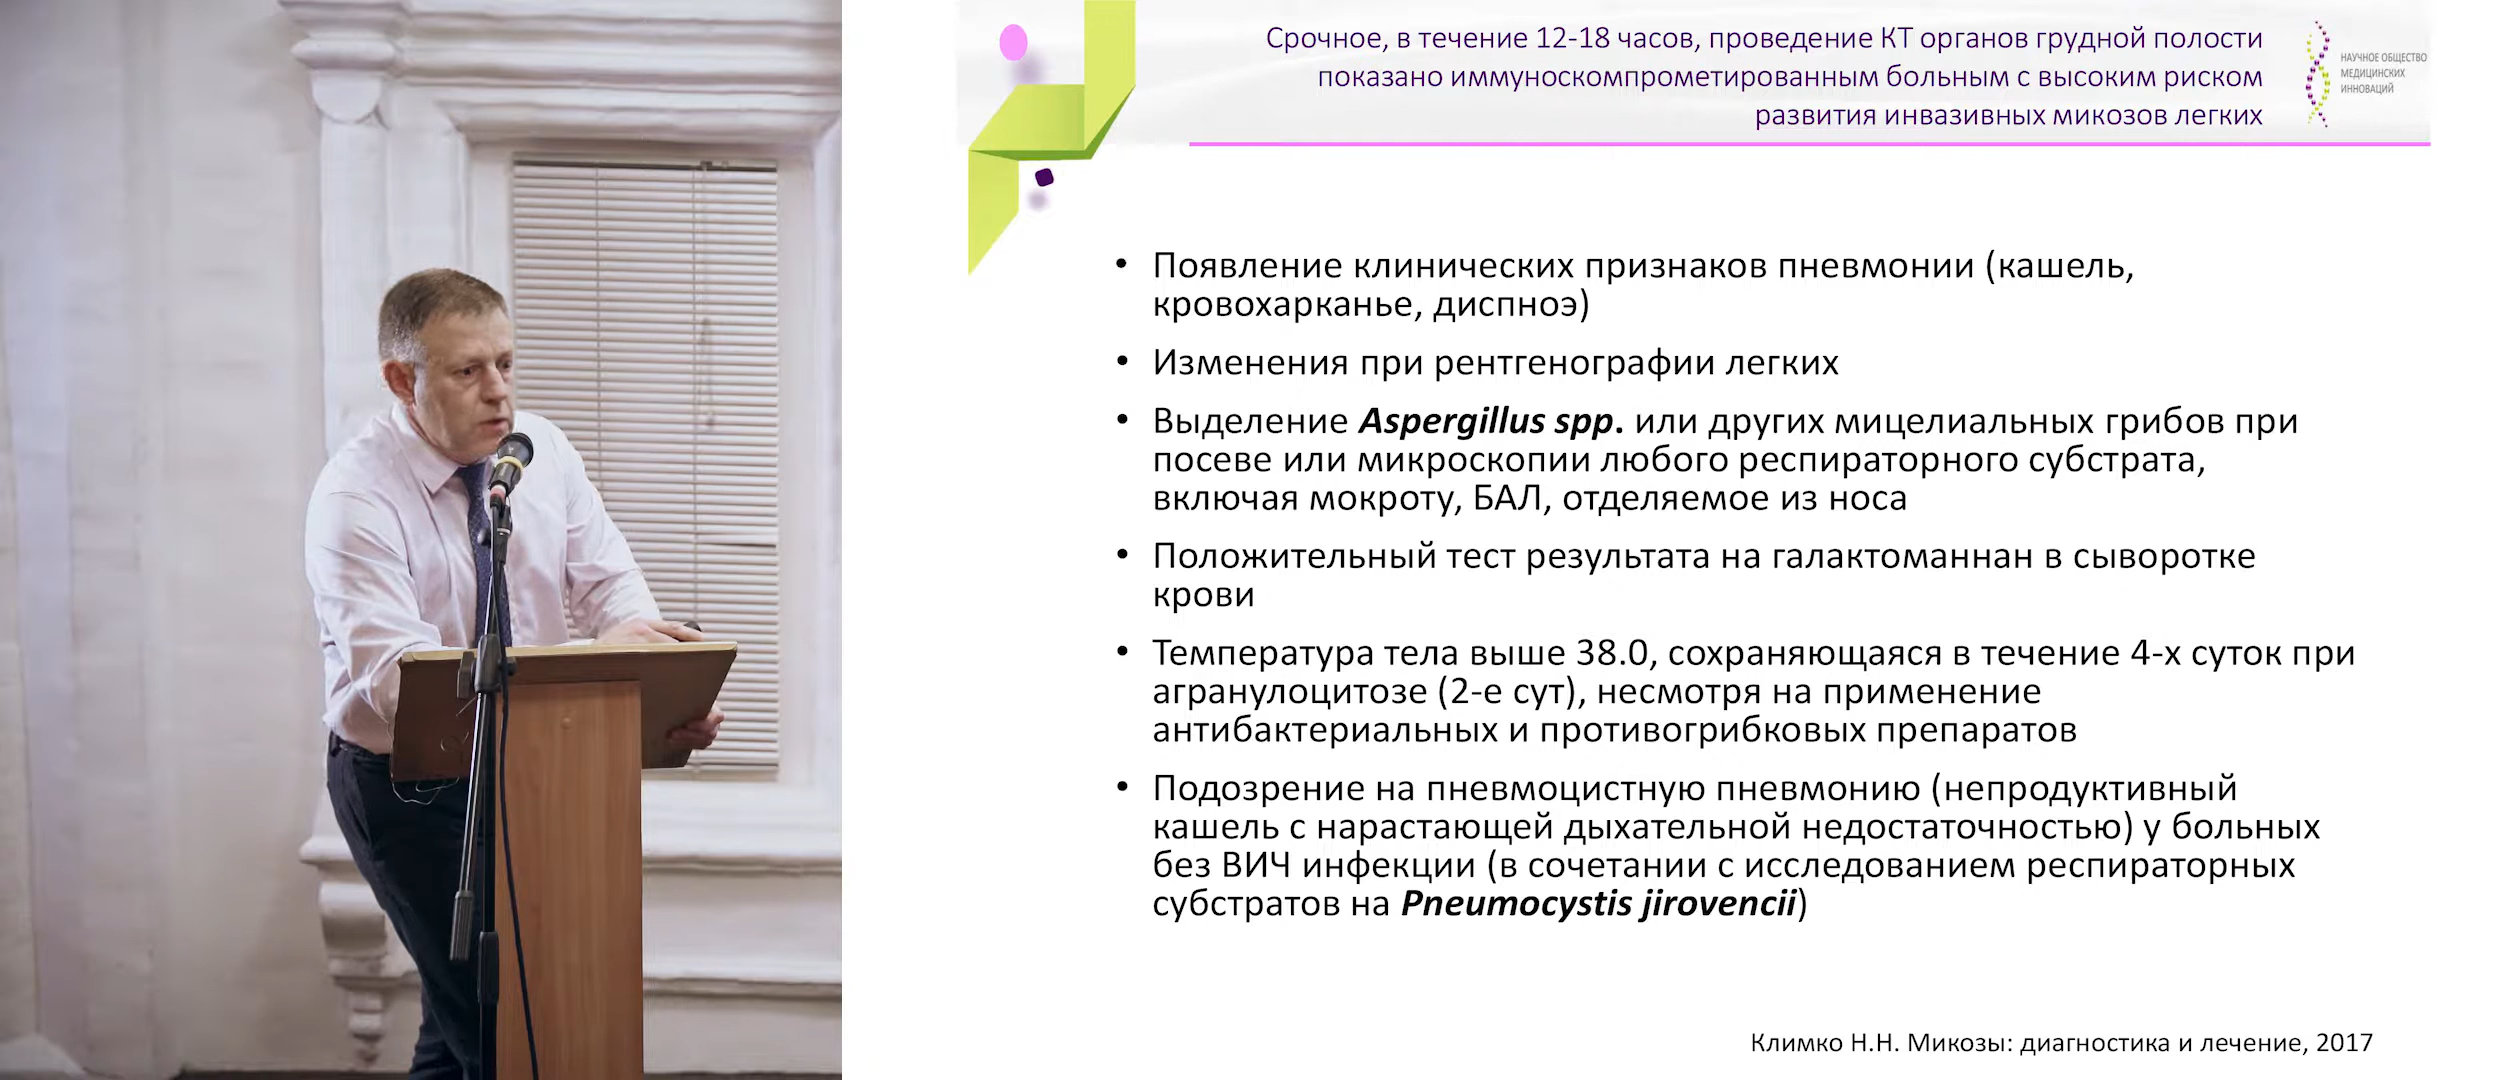 Срочное, в течение 12-18 часов, проведение КТ органов грудной полости
показано иммуноскомпрометированным больным с высоким риском
развития инвазивных микозов легких
НАУЧНОЕ ОБЩЕСТВО
МЕДИЦИНСКИХ
ИННОВАЦИЙ
• Появление клинических признаков пневмонии (кашель,
кровохарканье, диспноэ)
• Изменения при рентгенографии легких
• Выделение Aspergillus spp. или других мицелиальных грибов при
посеве или микроскопии любого респираторного субстрата,
включая мокроту, БАЛ, отделяемое из носа
• Положительный тест результата на галактоманнан в сыворотке
крови
• Температура тела выше 38.0, сохраняющаяся в течение 4-х суток при
агранулоцитозе (2-е сут), несмотря на применение
антибактериальных и противогрибковых препаратов
• Подозрение на пневмоцистную пневмонию (непродуктивный
кашель с нарастающей дыхательной недостаточностью) у больных
без ВИЧ инфекции (в сочетании с исследованием респираторных
субстратов на Pneumocystis jirovencii)
Климко Н.Н. Микозы: диагностика и лечение, 2017